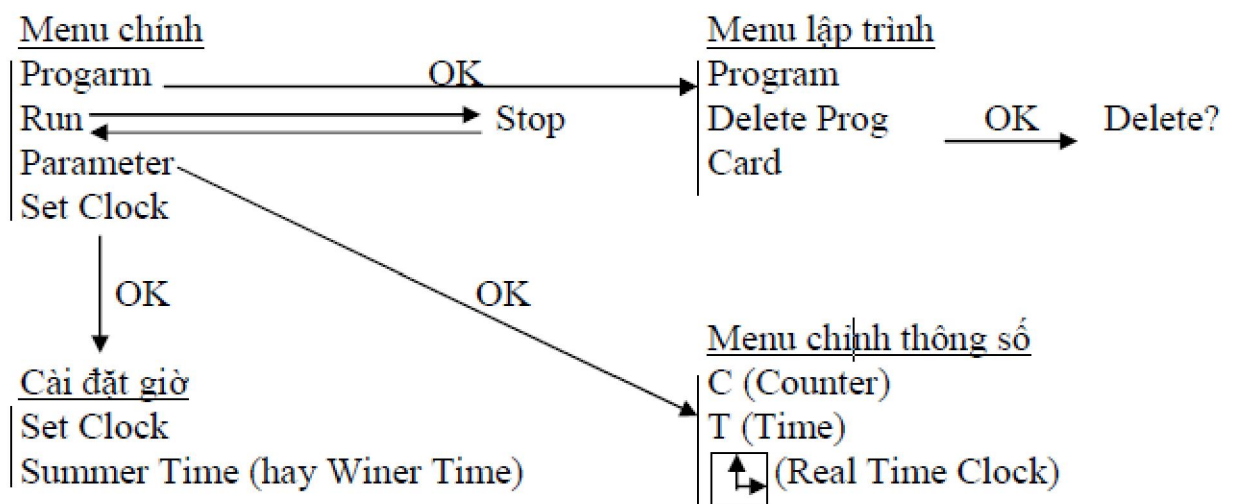 Menu chính
Progarm
OK
Run
Stop
Parameter
Set Clock
Menu lập trình
Program
Delete Prog
OK
Delete?
Card
OK
OK
Cài đặt giờ
Set Clock
Summer Time (hay Winer Time)
Menu chỉnh thông số
C (Counter)
T (Time)
(Real Time Clock)